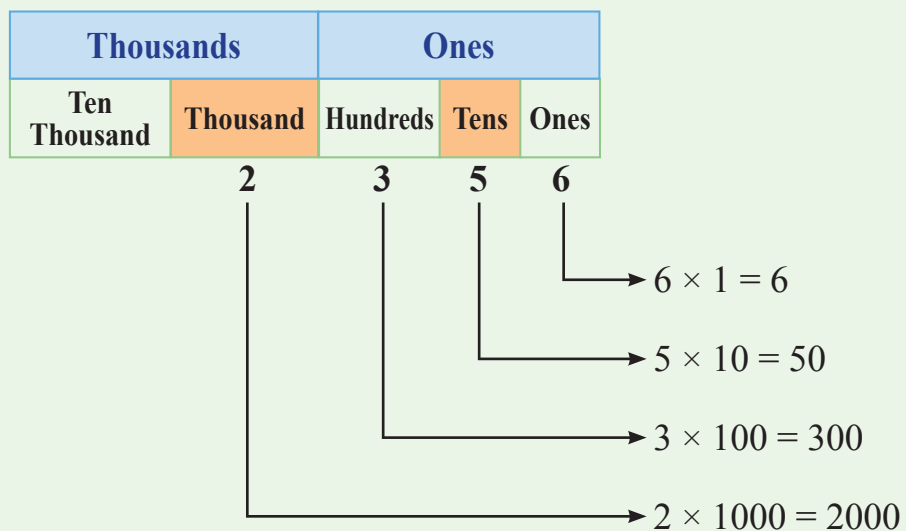 Thousands Ones
Ten Thousand Thousand Hundreds Tens Ones
2 3 5 6
6 × 1 = 6
5 × 10 = 50
3 × 100 = 300
2 × 1000 = 2000